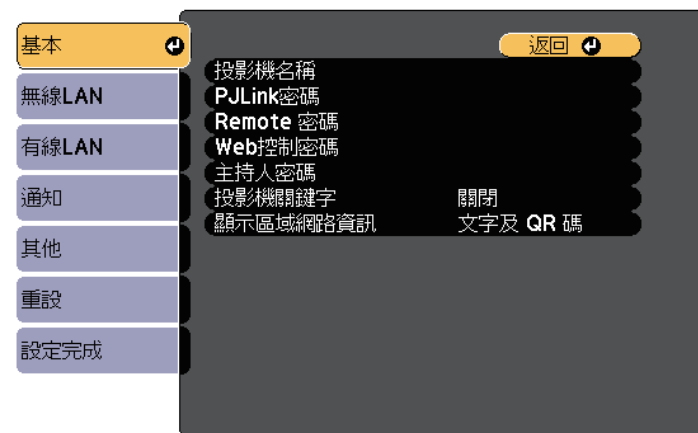 基本
無線LAN
有線LAN
通知
其他
重設
設定完成
返回
投影機名稱
PJLink密碼
Remote 密碼
Web控制密碼
主持人密碼
投影機關鍵字 關閉
顯示區域網路資訊 文字及 QR 碼